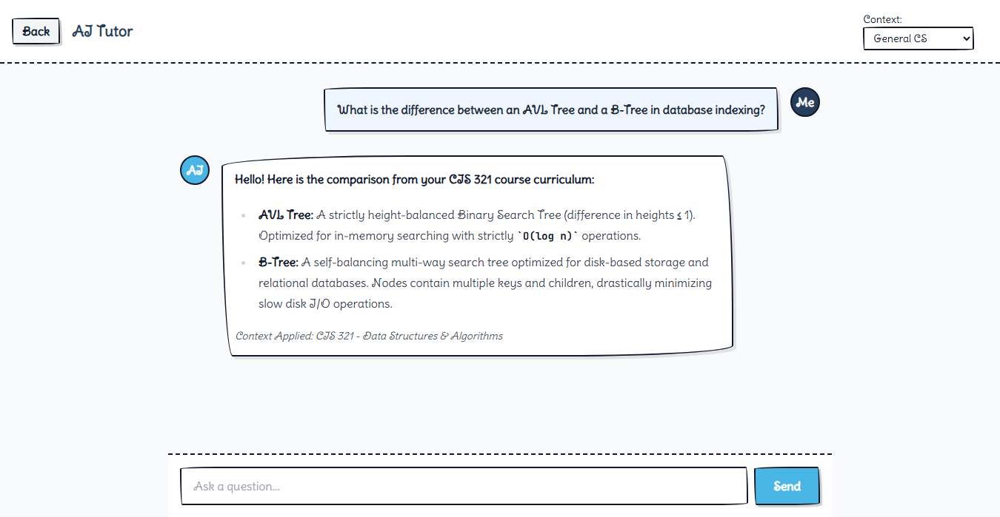 Back
AI Tutor
Context:
General CS
What is the difference between an AVL Tree and a B-Tree in database indexing?
Me
AI
Hello! Here is the comparison from your CIS 321 course curriculum:
• AVL Tree: A strictly height-balanced Binary Search Tree (difference in heights ≤ 1).
Optimized for in-memory searching with strictly `O(log n)` operations.
• B-Tree: A self-balancing multi-way search tree optimized for disk-based storage and
relational databases. Nodes contain multiple keys and children, drastically minimizing
slow disk I/O operations.
Context Applied: CIS 321 - Data Structures & Algorithms
Ask a question...
Send